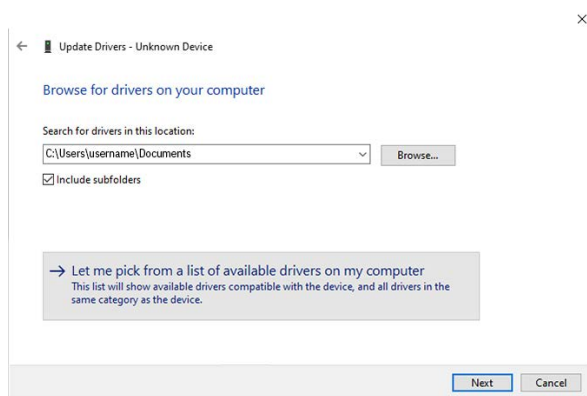 Update Drivers - Unknown Device
Browse for drivers on your computer
Search for drivers in this location:
C:\Users\username\Documents
Browse...
Include subfolders
Let me pick from a list of available drivers on my computer
This list will show available drivers compatible with the device, and all drivers in the
same category as the device.
Next
Cancel